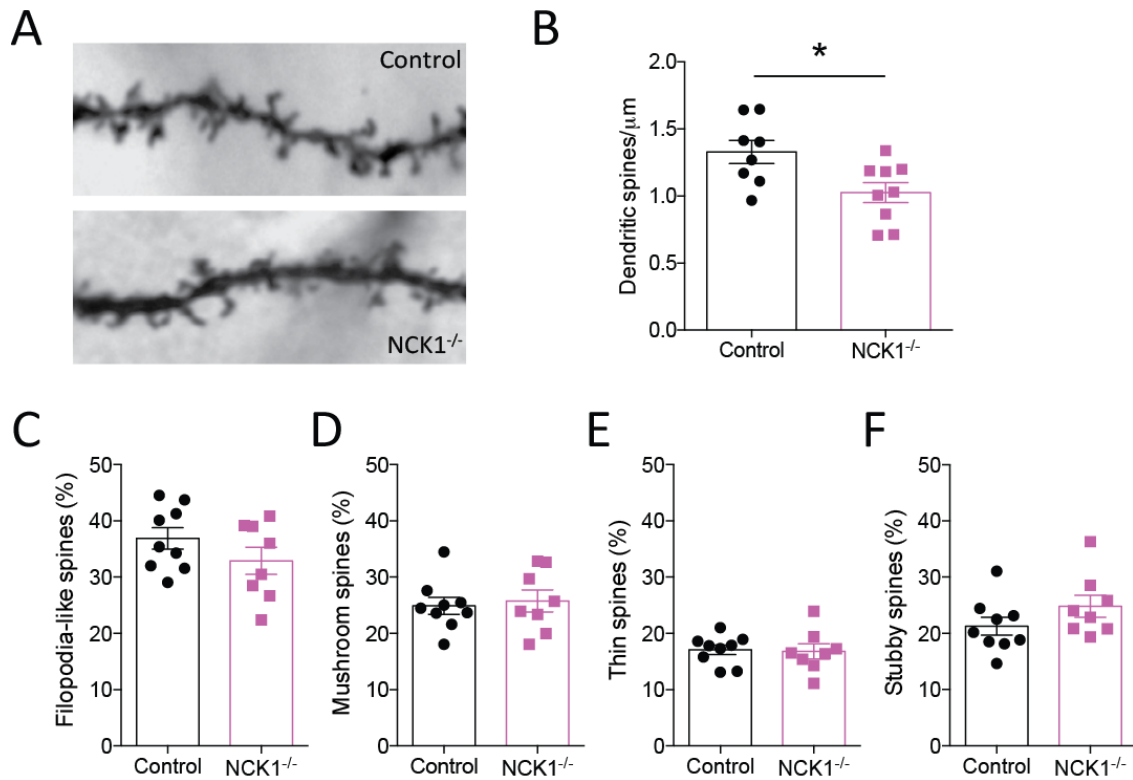 A
Control
NCK1-/-
B
*
Dendritic spines/μm
2.0
1.5
1.0
0.5
0.0
Control
NCK1-/-
C
Filopodia-like spines (%)
50
40
30
20
10
0
Control
NCK1-/-
D
Mushroom spines (%)
50
40
30
20
10
0
Control
NCK1-/-
E
Thin spines (%)
50
40
30
20
10
0
Control
NCK1-/-
F
Stubby spines (%)
50
40
30
20
10
0
Control
NCK1-/-